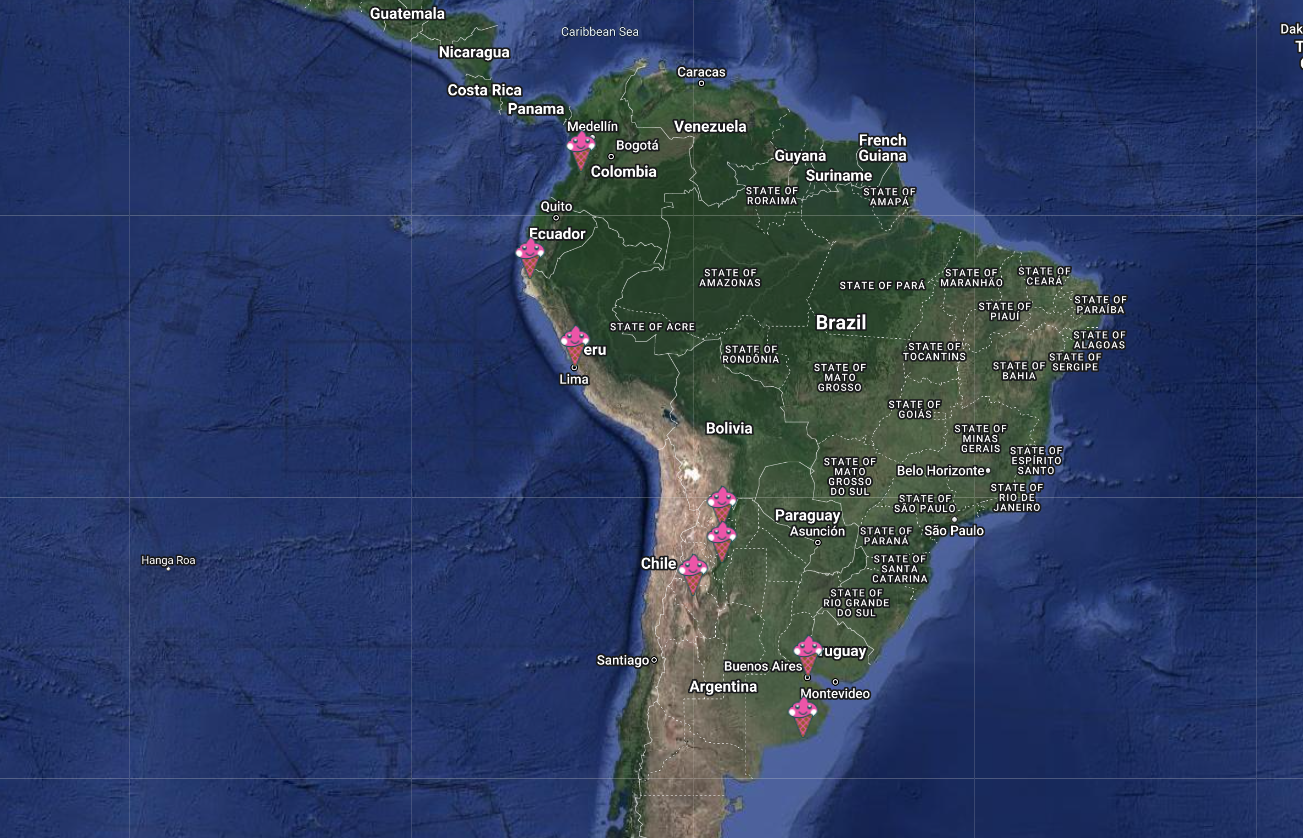 Guatemala
Caribbean Sea
Dak
Nicaragua
T
Caracas
Costa Rica
Panama
Medellín
Venezuela
Bogotá
French
Guiana
Guyana
Colombia
Suriname
STATE OF
RORAIMA
STATE OF
AMAPÁ
Quito
Ecuador
STATE OF
AMAZONAS
STATE OF PARÁ
STATE OF
MARANHÃO
STATE OF
CEARÁ
STATE OF
PARAÍBA
STATE OF
PIAUÍ
Brazil
STATE OF ACRE
STATE OF
ALAGOAS
eru
STATE OF
RONDÔNIA
STATE OF
TOCANTINS
STATE OF
SERGIPE
STATE OF
BAHIA
Lima
STATE OF
MATO
GROSSO
STATE OF
GOIÁS
Bolivia
STATE OF
MINAS
GERAIS
STATE OF
ESPÍRITO
SANTO
STATE OF
MATO
GROSSO
DO SUL
Belo Horizonte
STATE OF
RIO DE
JANEIRO
STATE OF
SÃO PAULO
Paraguay
Asunción
São Paulo
STATE OF
PARANÁ
Hanga Roa
Chile
STATE OF
SANTA
CATARINA
STATE OF
RIO GRANDE
DO SUL
ruguay
Santiago
Buenos Aires
Argentina
Montevideo